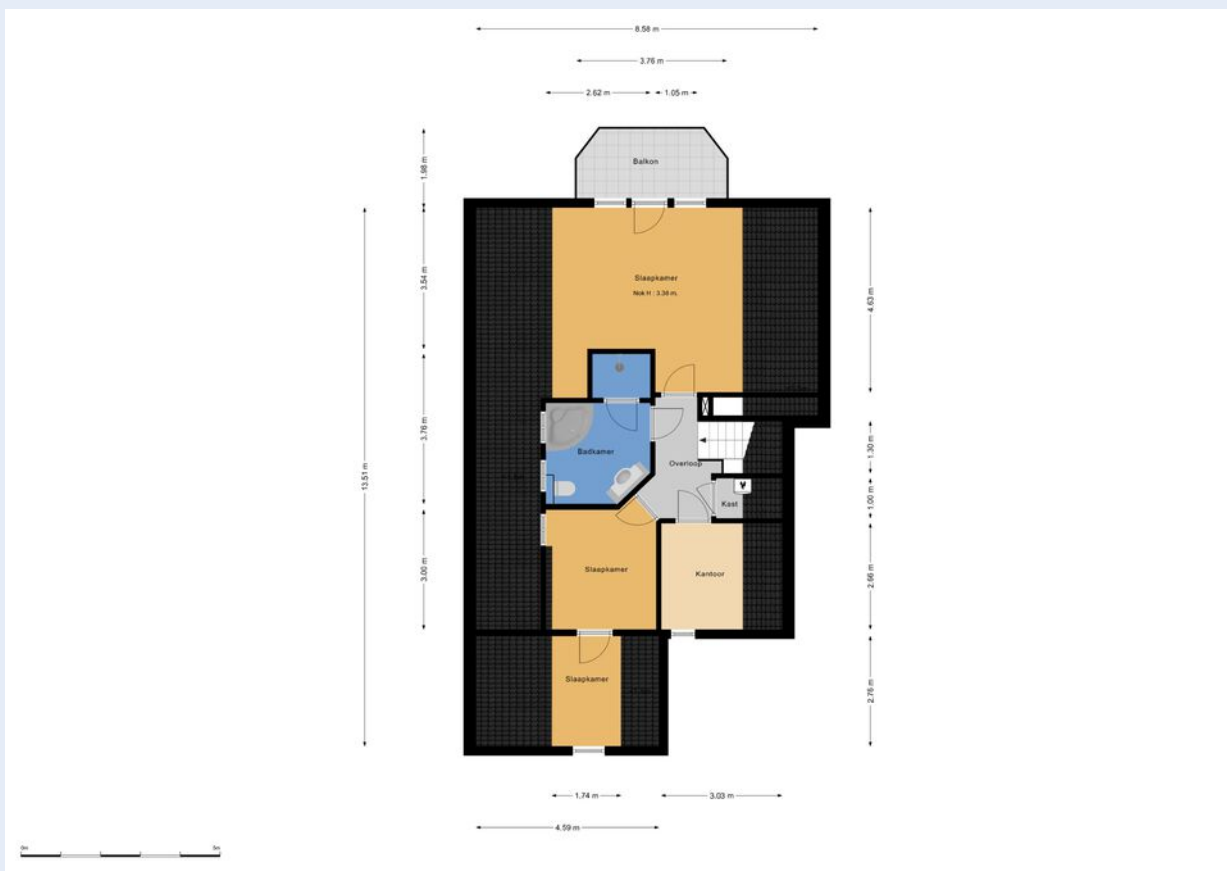 8.58 m
3.76 m
2.62 m
1.05 m
1.98 m
Balkon
3.54 m
4.63 m
Slaapkamer
Nok H : 3.36 m.
3.76 m
13.51 m
Badkamer
Overloop
1.30 m
Kast
1.00 m
3.00 m
Slaapkamer
Kantoor
2.66 m
Slaapkamer
2.76 m
1.74 m
3.03 m
4.59 m
0m
5m